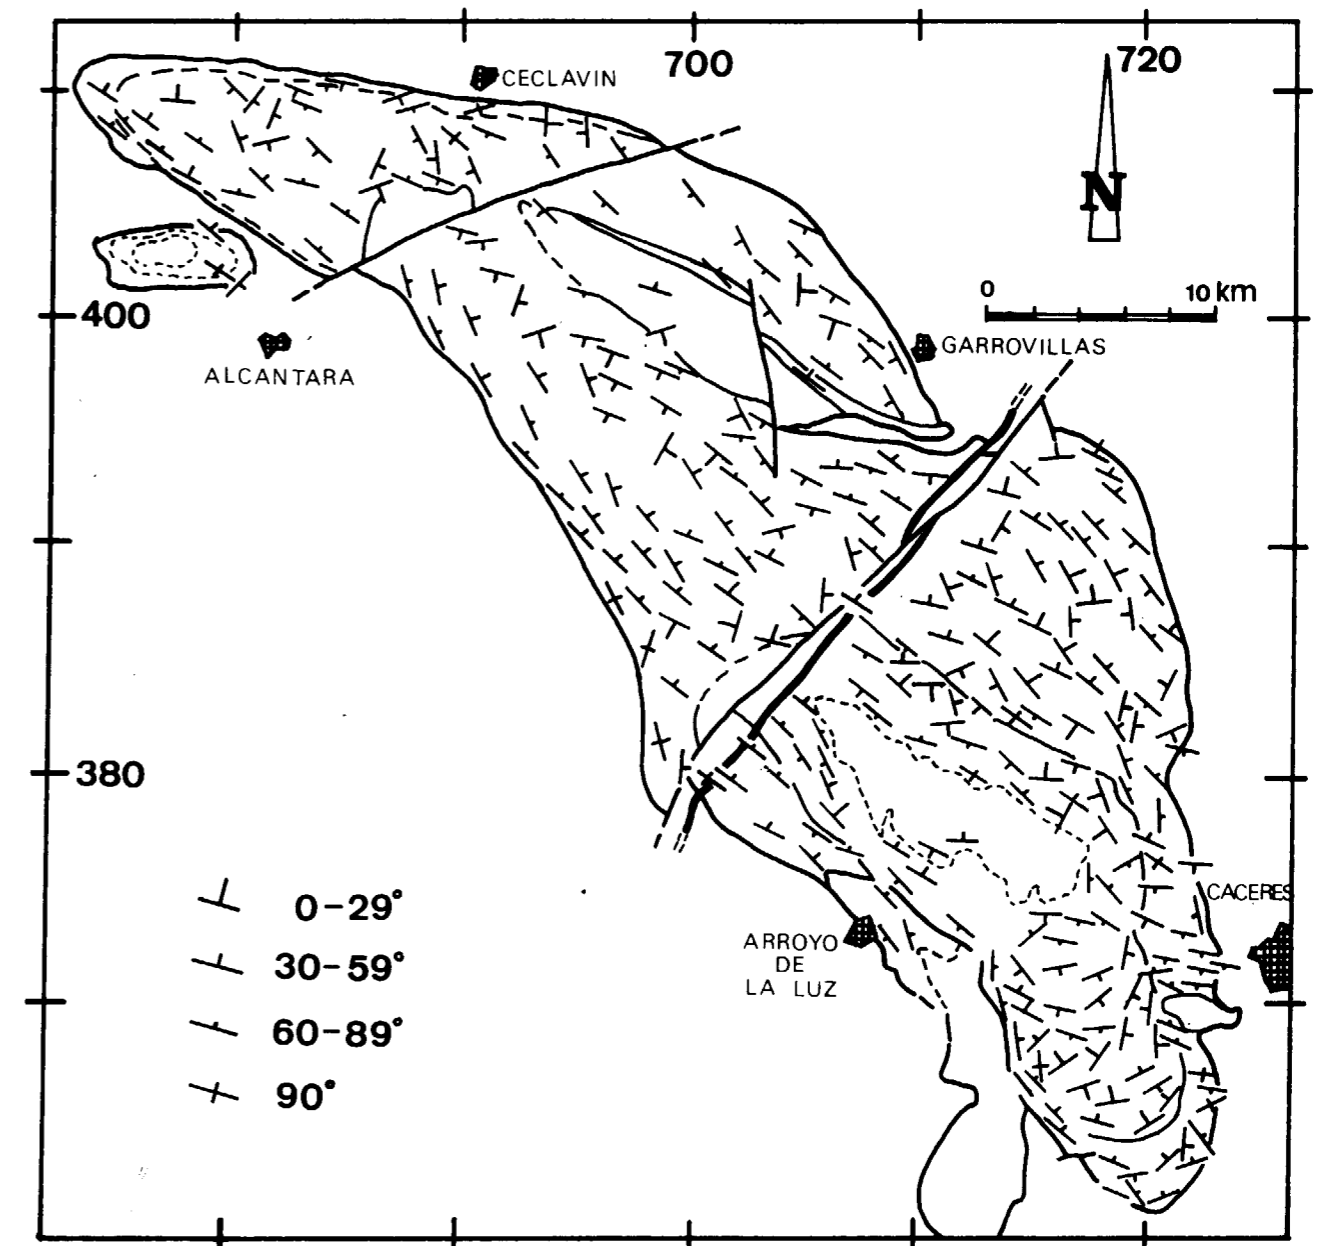 700
720
CECLAVIN
N
0 10 km
400
GARROVILLAS
ALCANTARA
380
CACERES
0-29°
30-59°
60-89°
90°
ARROYO
DE
LA LUZ